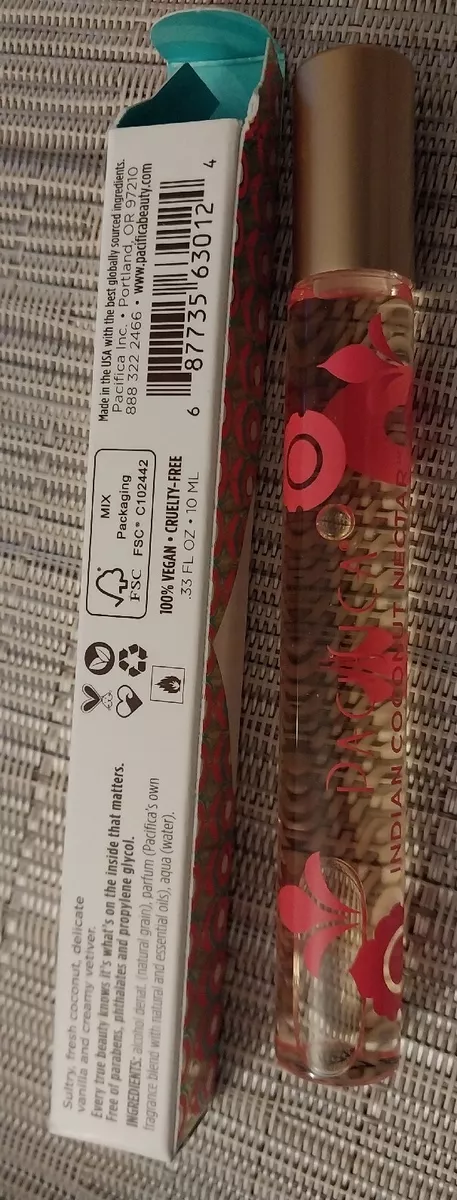 Sultry, fresh coconut, delicate
vanilla and creamy vetiver.
Every true beauty knows it's what's on the inside that matters.
Free of parabens, phthalates and propylene glycol.
INGREDIENTS: alcohol denat. (natural grain), parfum (Pacifica's own
fragrance blend with natural and essential oils), aqua (water).
MIX
Packaging
FSC FSC® C102442
100% VEGAN • CRUELTY-FREE
.33 FL OZ • 10 ML
Made in the USA with the best globally sourced ingredients.
Pacifica Inc. • Portland, OR 97210
888 322 2466 • www.pacificabeauty.com
6 87735 63012 4
PACIFICA
INDIAN COCONUT NECTAR